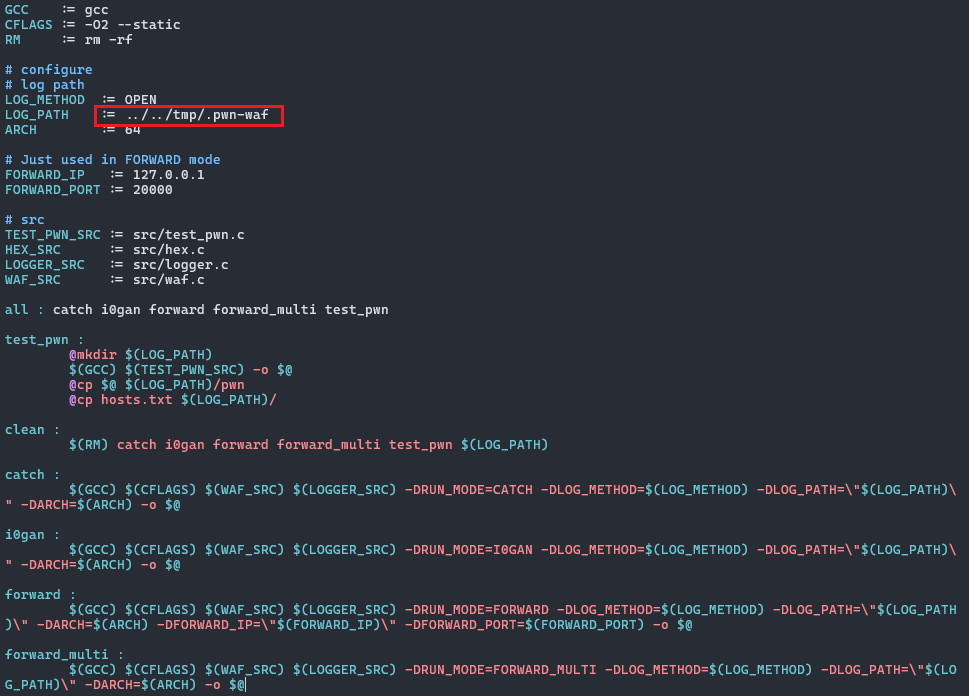 GCC    := gcc
CFLAGS := -O2 --static
RM     := rm -rf
# configure
# log path
LOG_METHOD  := OPEN
LOG_PATH    := ../../tmp/.pwn-waf
ARCH        := 64
# Just used in FORWARD mode
FORWARD_IP   := 127.0.0.1
FORWARD_PORT := 20000
# src
TEST_PWN_SRC := src/test_pwn.c
HEX_SRC      := src/hex.c
LOGGER_SRC   := src/logger.c
WAF_SRC      := src/waf.c
all : catch i0gan forward forward_multi test_pwn
test_pwn :
        @mkdir $(LOG_PATH)
        $(GCC) $(TEST_PWN_SRC) -o $@
        @cp $@ $(LOG_PATH)/pwn
        @cp hosts.txt $(LOG_PATH)/
clean :
        $(RM) catch i0gan forward forward_multi test_pwn $(LOG_PATH)
catch :
        $(GCC) $(CFLAGS) $(WAF_SRC) $(LOGGER_SRC) -DRUN_MODE=CATCH -DLOG_METHOD=$(LOG_METHOD) -DLOG_PATH=\"$(LOG_PATH)\
" -DARCH=$(ARCH) -o $@
i0gan :
        $(GCC) $(CFLAGS) $(WAF_SRC) $(LOGGER_SRC) -DRUN_MODE=I0GAN -DLOG_METHOD=$(LOG_METHOD) -DLOG_PATH=\"$(LOG_PATH)\
" -DARCH=$(ARCH) -o $@
forward :
        $(GCC) $(CFLAGS) $(WAF_SRC) $(LOGGER_SRC) -DRUN_MODE=FORWARD -DLOG_METHOD=$(LOG_METHOD) -DLOG_PATH=\"$(LOG_PATH
)\" -DARCH=$(ARCH) -DFORWARD_IP=\"$(FORWARD_IP)\" -DFORWARD_PORT=$(FORWARD_PORT) -o $@
forward_multi :
        $(GCC) $(CFLAGS) $(WAF_SRC) $(LOGGER_SRC) -DRUN_MODE=FORWARD_MULTI -DLOG_METHOD=$(LOG_METHOD) -DLOG_PATH=\"$(LO
G_PATH)\" -DARCH=$(ARCH) -o $@